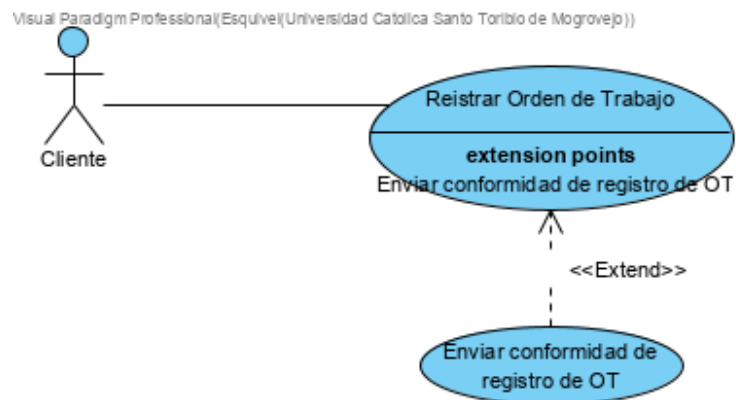 Visual Paradigm Professional(Esquivel(Universidad Catolica Santo Toribio de Mogrovejo))
Cliente
Reistrar Orden de Trabajo
extension points
Enviar conformidad de registro de OT
<<Extend>>
Enviar conformidad de
registro de OT